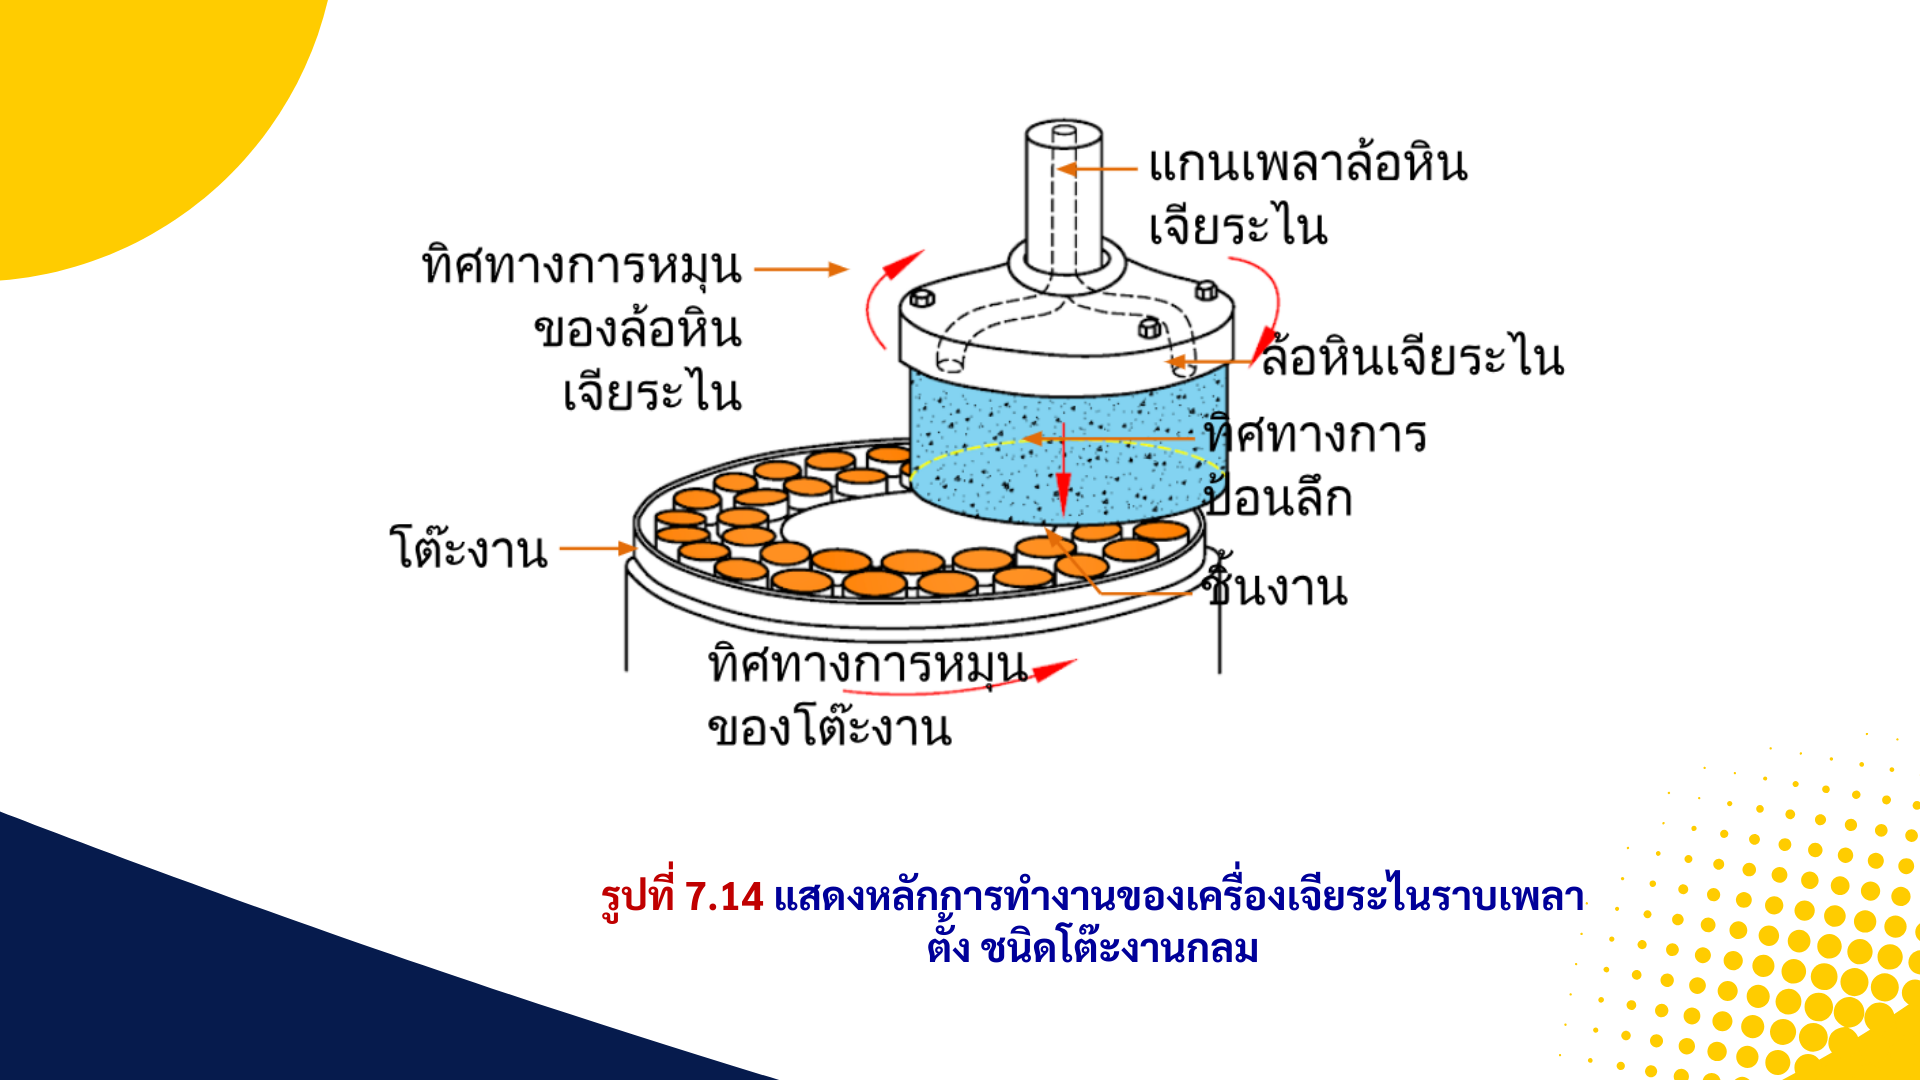 แกนเพลาล้อหิน
เจียระไน
ทิศทางการหมุน
ของล้อหิน
เจียระไน
ล้อหินเจียระไน
ทิศทางการ
ป้อนลึก
โต๊ะงาน
ชิ้นงาน
ทิศทางการหมุน
ของโต๊ะงาน
รูปที่ 7.14 แสดงหลักการทำงานของเครื่องเจียระไนราบเพลา
ตั้ง ชนิดโต๊ะงานกลม